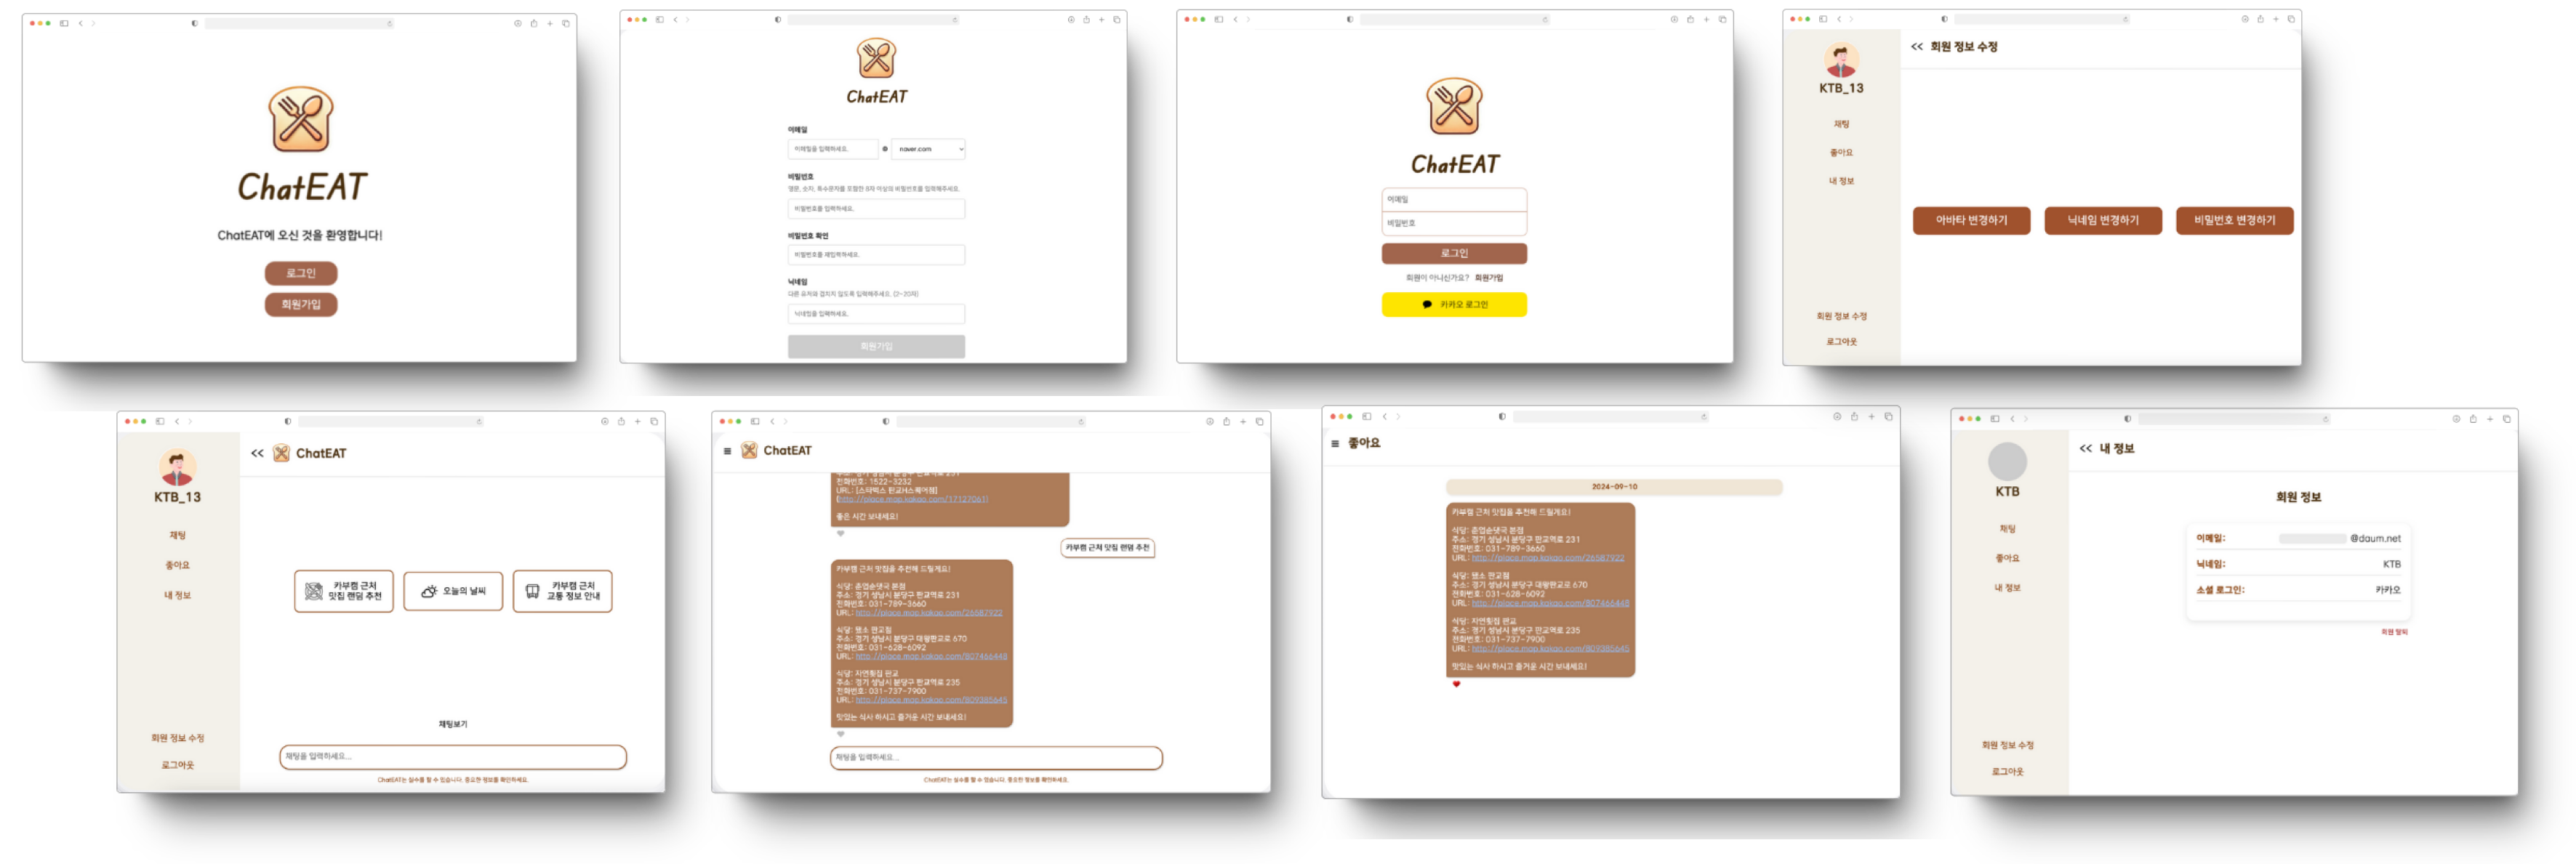 ChatEAT
ChatEAT에 오신 것을 환영합니다!
로그인
회원가입
ChatEAT
이메일
이메일을 입력하세요.
@
naver.com
비밀번호
영문, 숫자, 특수문자를 포함한 8자 이상의 비밀번호를 입력해주세요.
비밀번호를 입력하세요.
비밀번호 확인
비밀번호를 재입력하세요.
닉네임
다른 유저와 겹치지 않도록 입력해주세요. (2~20자)
닉네임을 입력하세요.
회원가입
ChatEAT
이메일
비밀번호
로그인
회원이 아니신가요? 회원가입
카카오 로그인
KTB_13
채팅
좋아요
내 정보
회원 정보 수정
로그아웃
<< 회원 정보 수정
아바타 변경하기
닉네임 변경하기
비밀번호 변경하기
KTB_13
채팅
좋아요
내 정보
회원 정보 수정
로그아웃
<< ChatEAT
카부캠 근처
맛집 랜덤 추천
오늘의 날씨
카부캠 근처
교통 정보 안내
채팅보기
채팅을 입력하세요...
ChatEAT는 실수를 할 수 있습니다. 중요한 정보를 확인하세요.
ChatEAT
전화번호: 1522-3232
URL: [스타벅스 판교H스퀘어점]
(http://place.map.kakao.com/17127061)
좋은 시간 보내세요!
카부캠 근처 맛집 랜덤 추천
카부캠 근처 맛집을 추천해 드릴게요!
식당: 춘업순댓국 본점
주소: 경기 성남시 분당구 판교역로 231
전화번호: 031-789-3660
URL: http://place.map.kakao.com/26587922
식당: 땀소 판교점
주소: 경기 성남시 분당구 대왕판교로 670
전화번호: 031-628-6092
URL: http://place.map.kakao.com/807466448
식당: 자연횟집 판교
주소: 경기 성남시 분당구 판교역로 235
전화번호: 031-737-7900
URL: http://place.map.kakao.com/809385645
맛있는 식사 하시고 즐거운 시간 보내세요!
채팅을 입력하세요...
ChatEAT는 실수를 할 수 있습니다. 중요한 정보를 확인하세요.
좋아요
2024-09-10
카부캠 근처 맛집을 추천해 드릴게요!
식당: 춘업순댓국 본점
주소: 경기 성남시 분당구 판교역로 231
전화번호: 031-789-3660
URL: http://place.map.kakao.com/26587922
식당: 땀소 판교점
주소: 경기 성남시 분당구 대왕판교로 670
전화번호: 031-628-6092
URL: http://place.map.kakao.com/807466448
식당: 자연횟집 판교
주소: 경기 성남시 분당구 판교역로 235
전화번호: 031-737-7900
URL: http://place.map.kakao.com/809385645
맛있는 식사 하시고 즐거운 시간 보내세요!
KTB
채팅
좋아요
내 정보
회원 정보 수정
로그아웃
<< 내 정보
회원 정보
이메일: @daum.net
닉네임: KTB
소셜 로그인: 카카오
회원 탈퇴